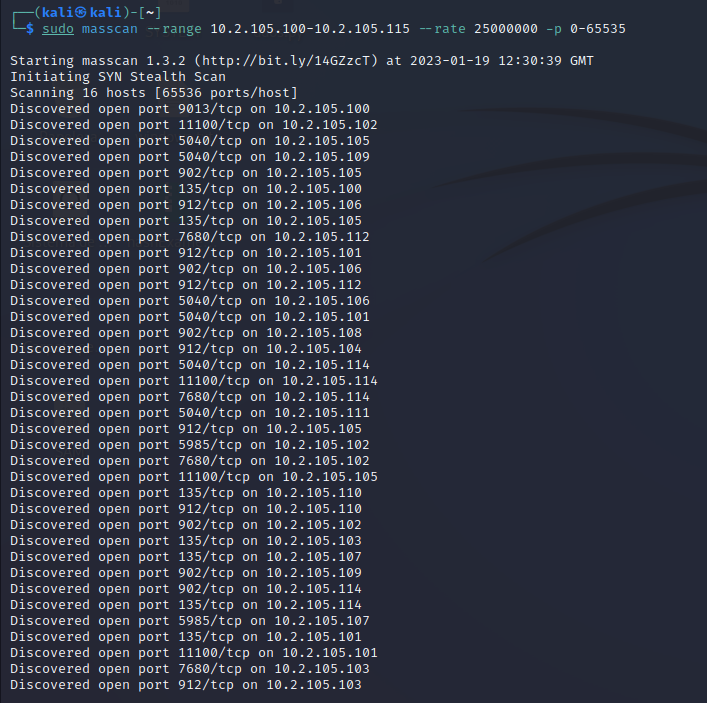 ┌──(kali㉿kali)-[~]
└─$ sudo masscan --range 10.2.105.100-10.2.105.115 --rate 25000000 -p 0-65535
Starting masscan 1.3.2 (http://bit.ly/14GZzcT) at 2023-01-19 12:30:39 GMT
Initiating SYN Stealth Scan
Scanning 16 hosts [65536 ports/host]
Discovered open port 9013/tcp on 10.2.105.100
Discovered open port 11100/tcp on 10.2.105.102
Discovered open port 5040/tcp on 10.2.105.105
Discovered open port 5040/tcp on 10.2.105.109
Discovered open port 902/tcp on 10.2.105.105
Discovered open port 135/tcp on 10.2.105.100
Discovered open port 912/tcp on 10.2.105.106
Discovered open port 135/tcp on 10.2.105.105
Discovered open port 7680/tcp on 10.2.105.112
Discovered open port 912/tcp on 10.2.105.101
Discovered open port 902/tcp on 10.2.105.106
Discovered open port 912/tcp on 10.2.105.112
Discovered open port 5040/tcp on 10.2.105.106
Discovered open port 5040/tcp on 10.2.105.101
Discovered open port 902/tcp on 10.2.105.108
Discovered open port 912/tcp on 10.2.105.104
Discovered open port 5040/tcp on 10.2.105.114
Discovered open port 11100/tcp on 10.2.105.114
Discovered open port 7680/tcp on 10.2.105.114
Discovered open port 5040/tcp on 10.2.105.111
Discovered open port 912/tcp on 10.2.105.105
Discovered open port 5985/tcp on 10.2.105.102
Discovered open port 7680/tcp on 10.2.105.102
Discovered open port 11100/tcp on 10.2.105.105
Discovered open port 135/tcp on 10.2.105.110
Discovered open port 912/tcp on 10.2.105.110
Discovered open port 902/tcp on 10.2.105.102
Discovered open port 135/tcp on 10.2.105.103
Discovered open port 135/tcp on 10.2.105.107
Discovered open port 902/tcp on 10.2.105.109
Discovered open port 902/tcp on 10.2.105.114
Discovered open port 135/tcp on 10.2.105.114
Discovered open port 5985/tcp on 10.2.105.107
Discovered open port 135/tcp on 10.2.105.101
Discovered open port 11100/tcp on 10.2.105.101
Discovered open port 7680/tcp on 10.2.105.103
Discovered open port 912/tcp on 10.2.105.103